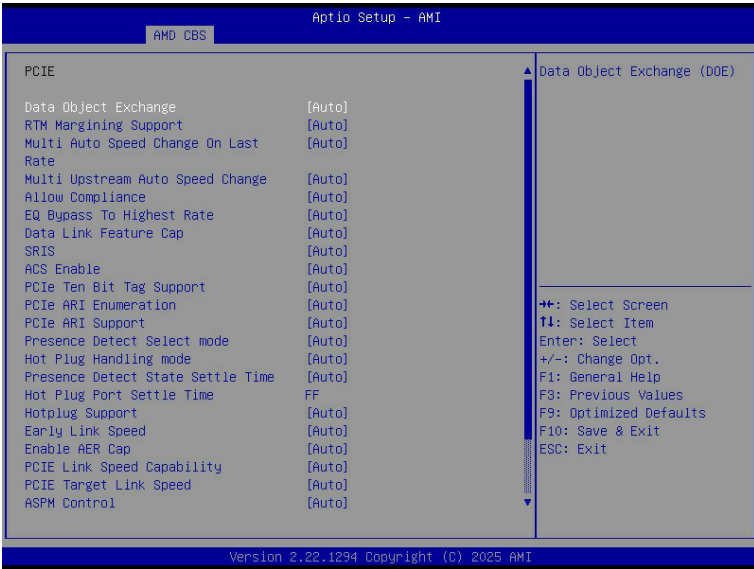 Aptio Setup - AMI
AMD CBS
PCIE
Data Object Exchange [Auto]
RTM Margining Support [Auto]
Multi Auto Speed Change On Last [Auto]
Rate
Multi Upstream Auto Speed Change [Auto]
Allow Compliance [Auto]
EQ Bypass To Highest Rate [Auto]
Data Link Feature Cap [Auto]
SRIS [Auto]
ACS Enable [Auto]
PCIe Ten Bit Tag Support [Auto]
PCIe ARI Enumeration [Auto]
PCIe ARI Support [Auto]
Presence Detect Select mode [Auto]
Hot Plug Handling mode [Auto]
Presence Detect State Settle Time [Auto]
Hot Plug Port Settle Time FF
Hotplug Support [Auto]
Early Link Speed [Auto]
Enable AER Cap [Auto]
PCIE Link Speed Capability [Auto]
PCIE Target Link Speed [Auto]
ASPM Control [Auto]
Data Object Exchange (DOE)
→←: Select Screen
↑↓: Select Item
Enter: Select
+/-: Change Opt.
F1: General Help
F3: Previous Values
F9: Optimized Defaults
F10: Save & Exit
ESC: Exit
Version 2.22.1294 Copyright (C) 2025 AMI